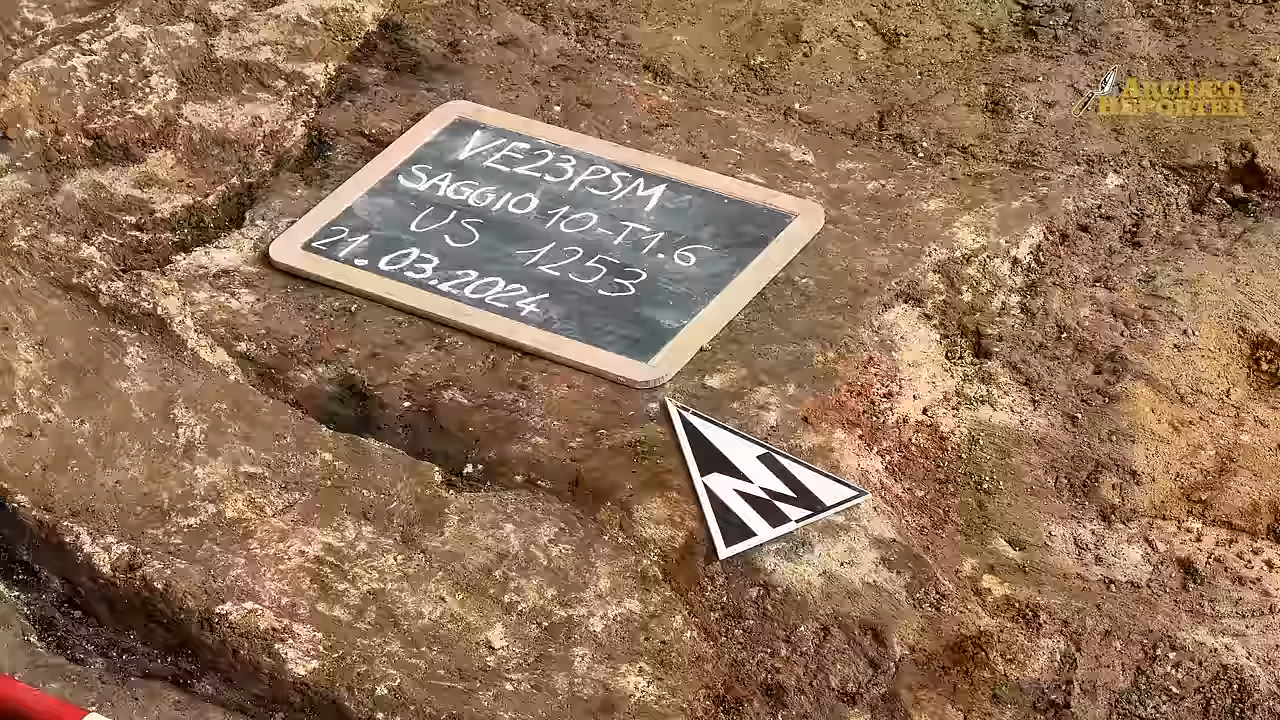 VE23PSM
SAGGIO 10-T1.6
US 1253
21.03.2024
N
ARCHEO
REPORTER